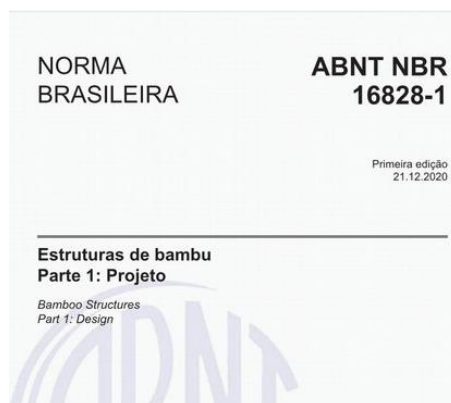 NORMA
BRASILEIRA
ABNT NBR
16828-1
Primeira edição
21.12.2020
Estruturas de bambu
Parte 1: Projeto
Bamboo Structures
Part 1: Design
ABNT